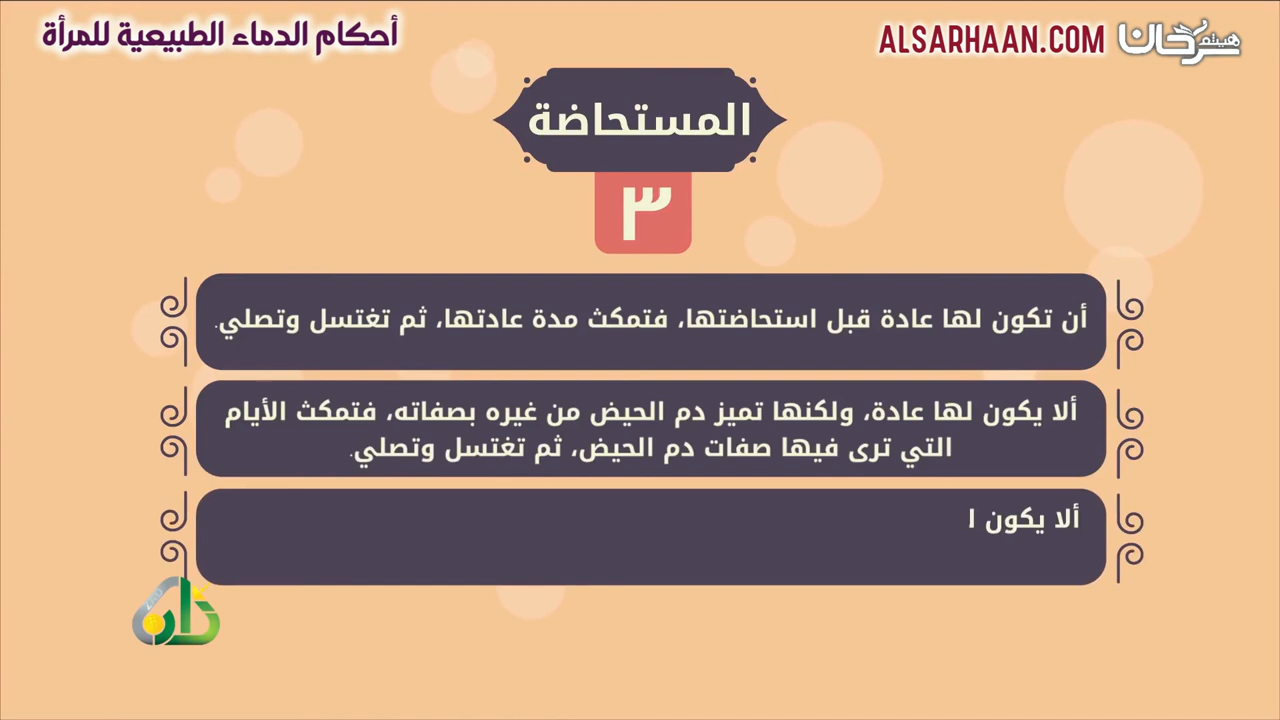 أحكام الدماء الطبيعية للمرأة
ALSARHAAN.COM هيثم سرحان
المستحاضة
٣
أن تكون لها عادة قبل استحاضتها، فتمكث مدة عادتها، ثم تغتسل وتصلي.
ألا يكون لها عادة، ولكنها تميز دم الحيض من غيره بصفاته، فتمكث الأيام
التي ترى فيها صفات دم الحيض، ثم تغتسل وتصلي.
ألا يكون ا